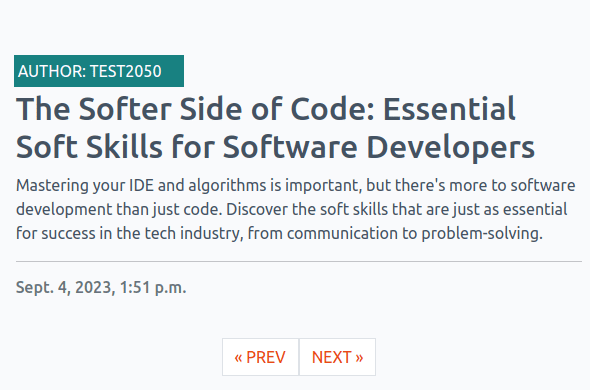 AUTHOR: TEST2050
The Softer Side of Code: Essential
Soft Skills for Software Developers
Mastering your IDE and algorithms is important, but there's more to software
development than just code. Discover the soft skills that are just as essential
for success in the tech industry, from communication to problem-solving.
Sept. 4, 2023, 1:51 p.m.
« PREV NEXT »